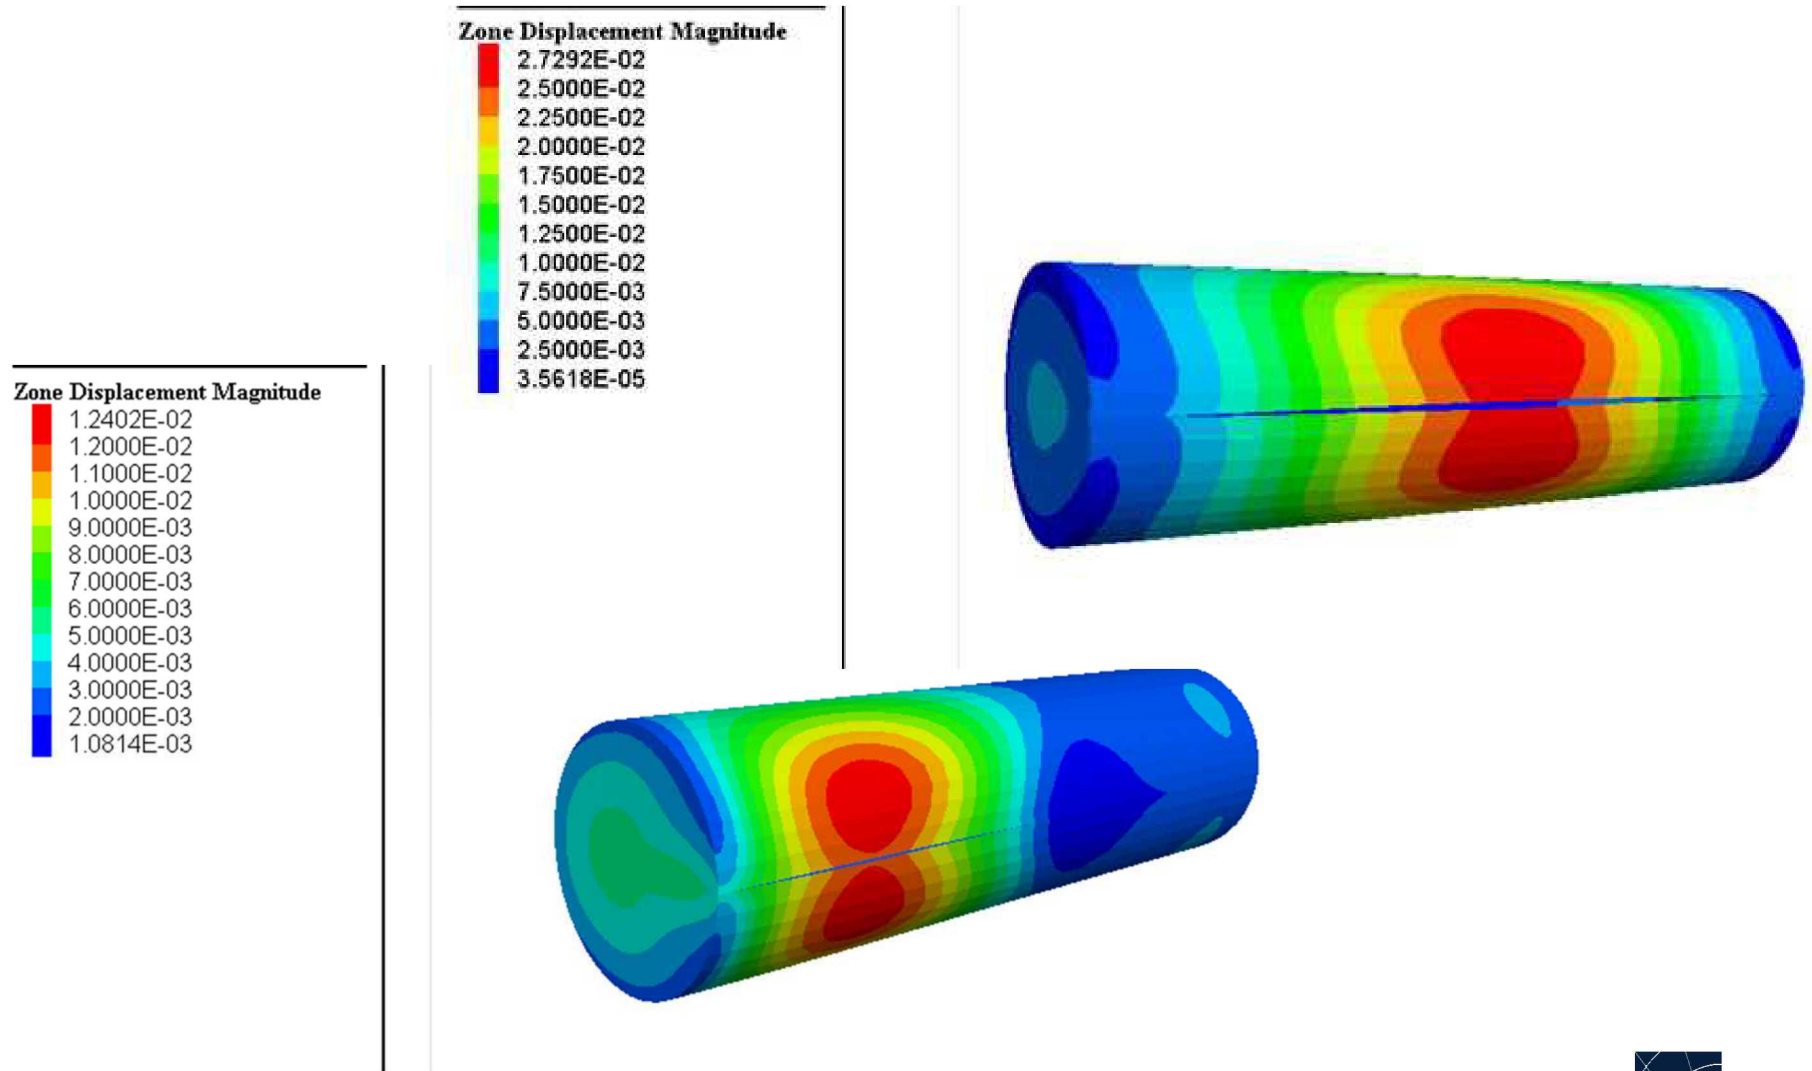 Zone Displacement Magnitude
2.7292E-02
2.5000E-02
2.2500E-02
2.0000E-02
1.7500E-02
1.5000E-02
1.2500E-02
1.0000E-02
7.5000E-03
5.0000E-03
2.5000E-03
3.5618E-05
Zone Displacement Magnitude
1.2402E-02
1.2000E-02
1.1000E-02
1.0000E-02
9.0000E-03
8.0000E-03
7.0000E-03
6.0000E-03
5.0000E-03
4.0000E-03
3.0000E-03
2.0000E-03
1.0814E-03